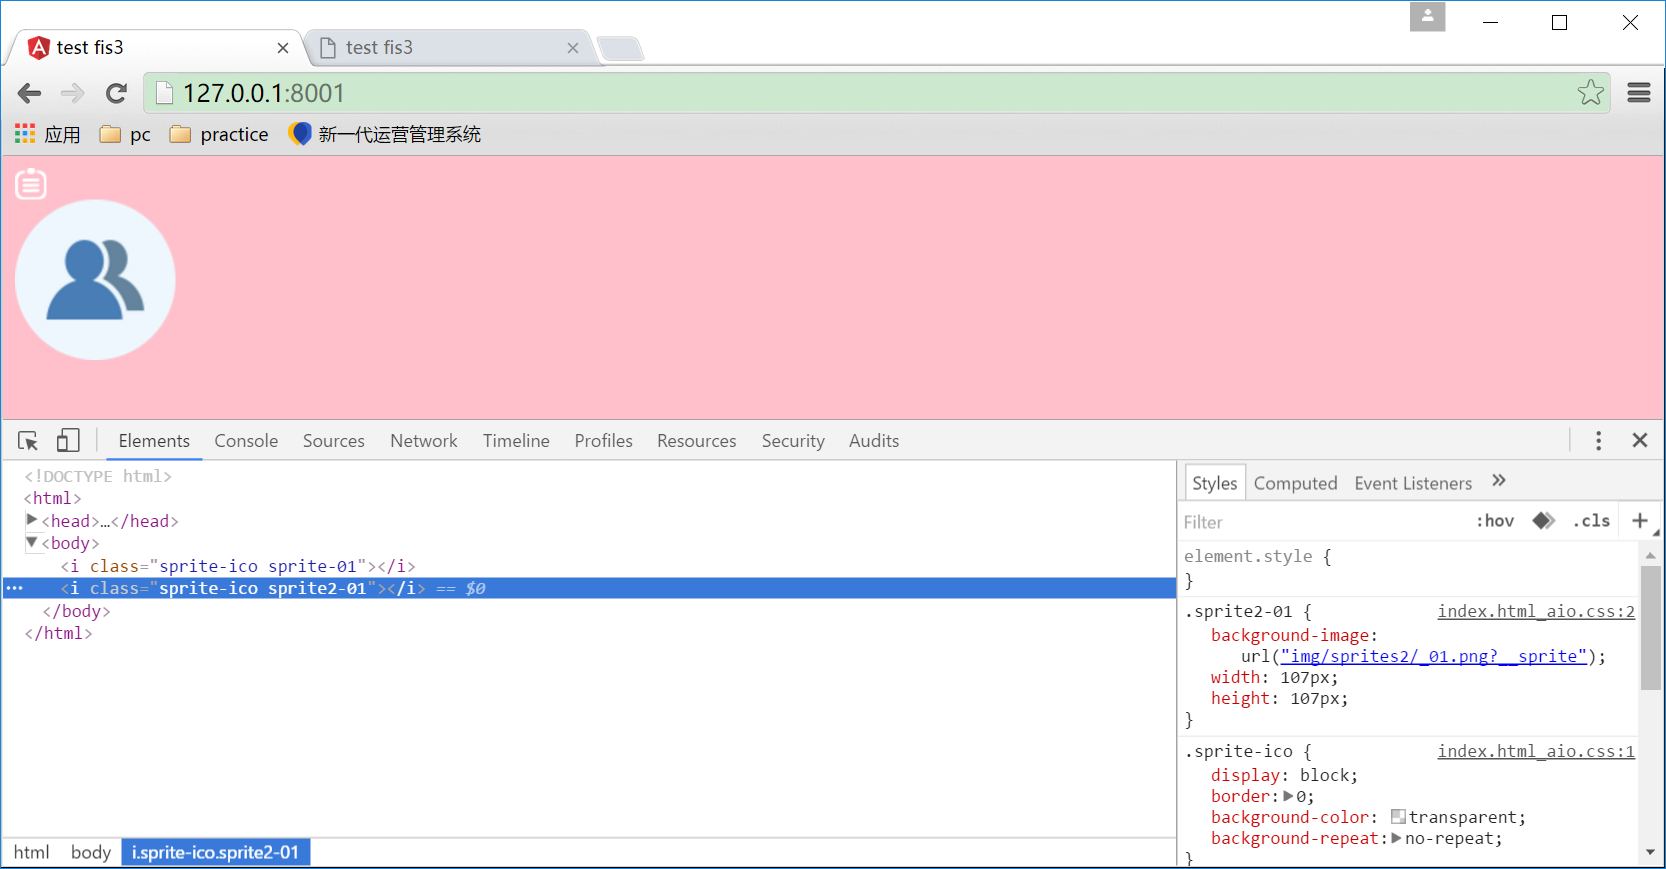 test fis3 test fis3
127.0.0.1:8001
应用 pc practice 新一代运营管理系统
Elements Console Sources Network Timeline Profiles Resources Security Audits
<!DOCTYPE html>
<html>
<head>…</head>
<body>
<i class="sprite-ico sprite-01"></i>
<i class="sprite-ico sprite2-01"></i> == $0
</body>
</html>
html body i.sprite-ico.sprite2-01
Styles Computed Event Listeners »
Filter :hov .cls +
element.style {
}
.sprite2-01 { index.html_aio.css:2
background-image:
url("img/sprites2/_01.png?__sprite");
width: 107px;
height: 107px;
}
.sprite-ico { index.html_aio.css:1
display: block;
border: 0;
background-color: transparent;
background-repeat: no-repeat;
}